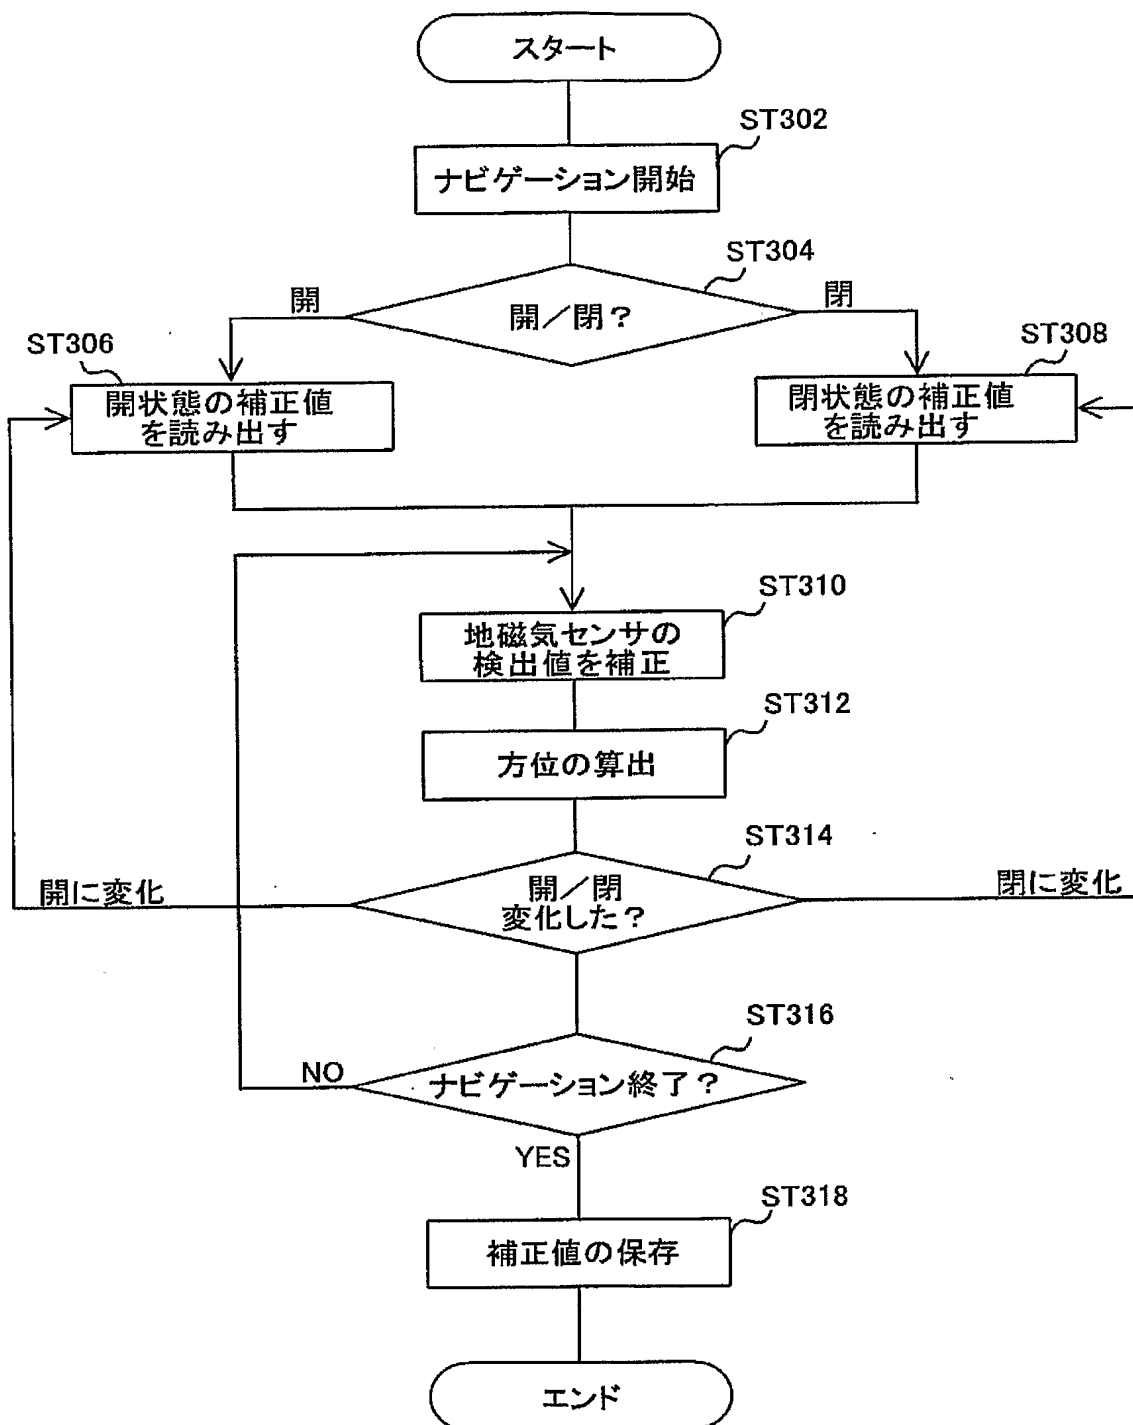 スタート
ST302
ナビゲーション開始
ST304
開
開／閉？
閉
ST306
開状態の補正値
を読み出す
ST308
閉状態の補正値
を読み出す
ST310
地磁気センサの
検出値を補正
ST312
方位の算出
ST314
開に変化
開／閉
変化した？
閉に変化
ST316
NO
ナビゲーション終了？
YES
ST318
補正値の保存
エンド